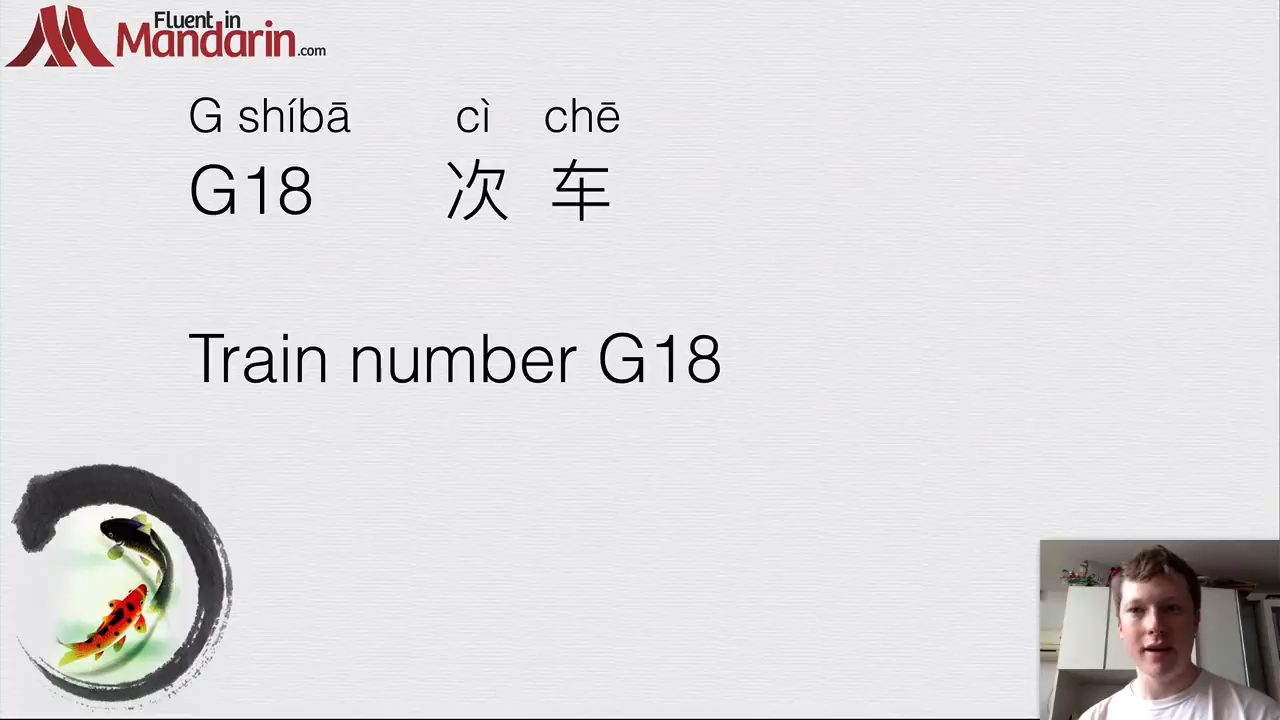 Fluent in
Mandarin.com
G shíbā cì chē
G18 次 车
Train number G18